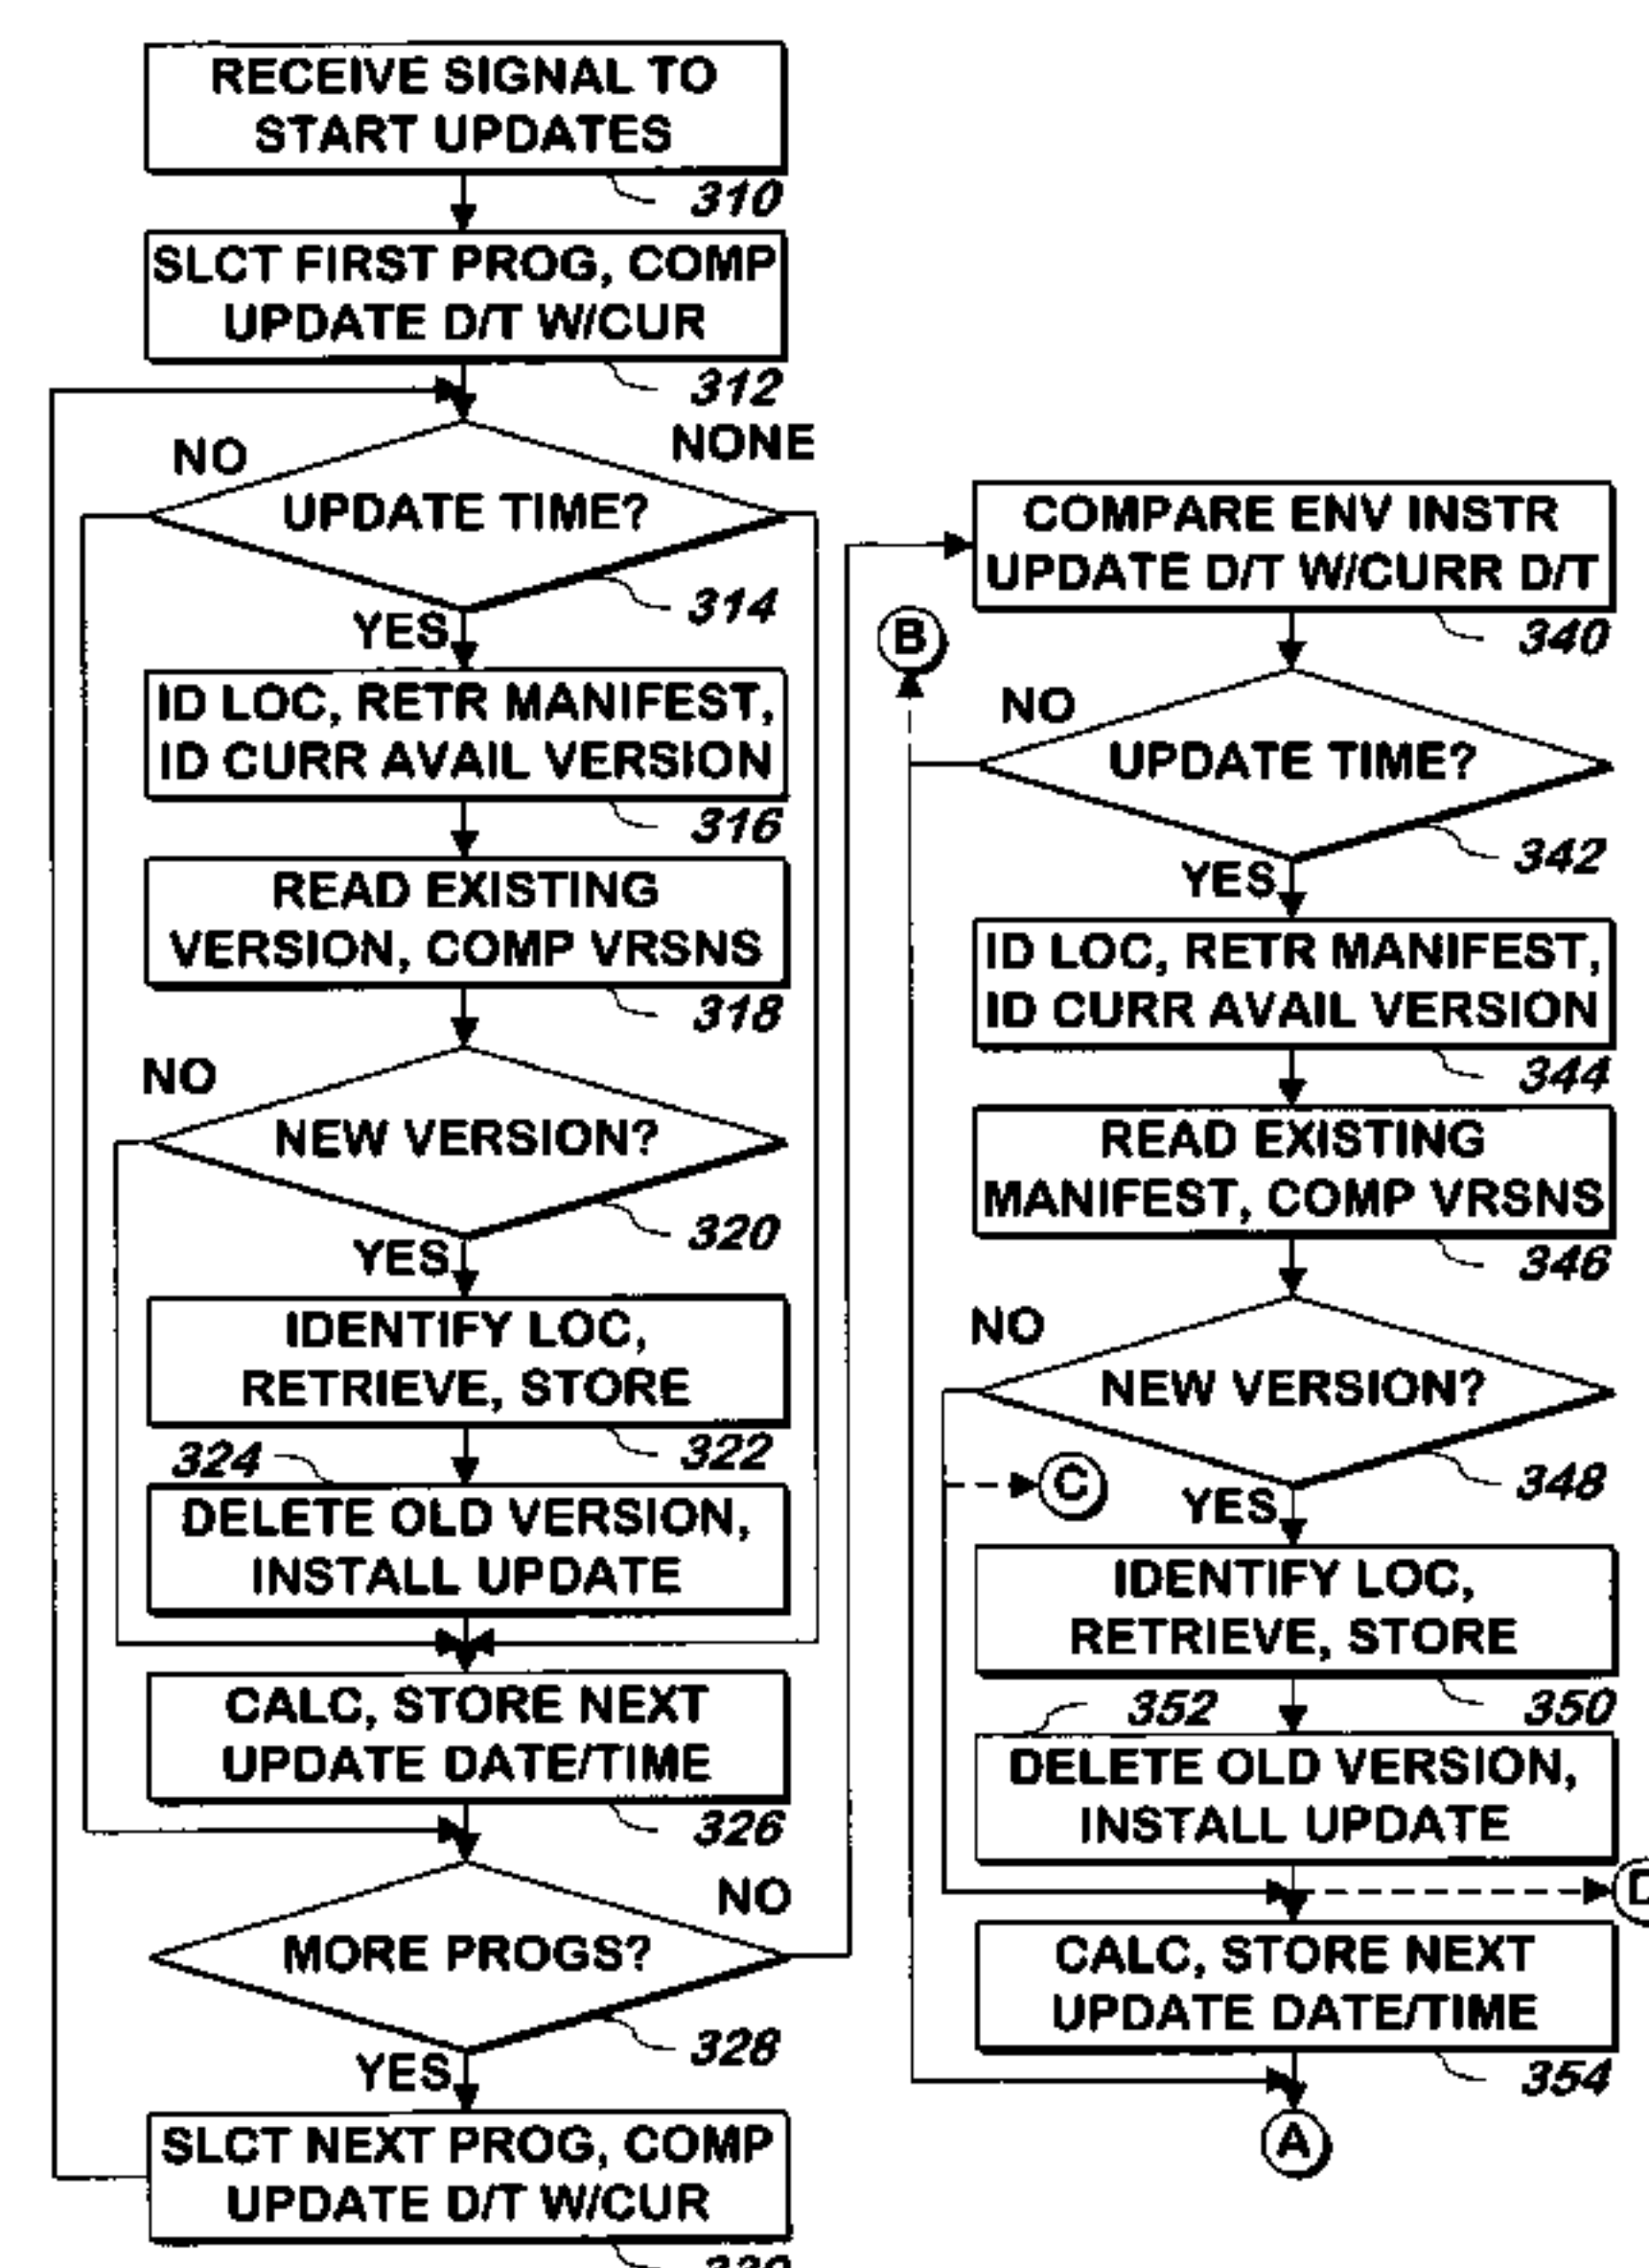 RECEIVE SIGNAL TO
START UPDATES
310
SLCT FIRST PROG, COMP
UPDATE D/T W/CUR
312
NO
NONE
UPDATE TIME?
314
YES
ID LOC, RETR MANIFEST,
ID CURR AVAIL VERSION
316
READ EXISTING
VERSION, COMP VRSNS
318
NO
NEW VERSION?
320
YES
IDENTIFY LOC,
RETRIEVE, STORE
322
324
DELETE OLD VERSION,
INSTALL UPDATE
CALC, STORE NEXT
UPDATE DATE/TIME
326
NO
MORE PROGS?
328
YES
SLCT NEXT PROG, COMP
UPDATE D/T W/CUR
COMPARE ENV INSTR
UPDATE D/T W/CURR D/T
340
B
NO
UPDATE TIME?
342
YES
ID LOC, RETR MANIFEST,
ID CURR AVAIL VERSION
344
READ EXISTING
MANIFEST, COMP VRSNS
346
NO
NEW VERSION?
348
C
YES
IDENTIFY LOC,
RETRIEVE, STORE
350
352
DELETE OLD VERSION,
INSTALL UPDATE
D
CALC, STORE NEXT
UPDATE DATE/TIME
354
A